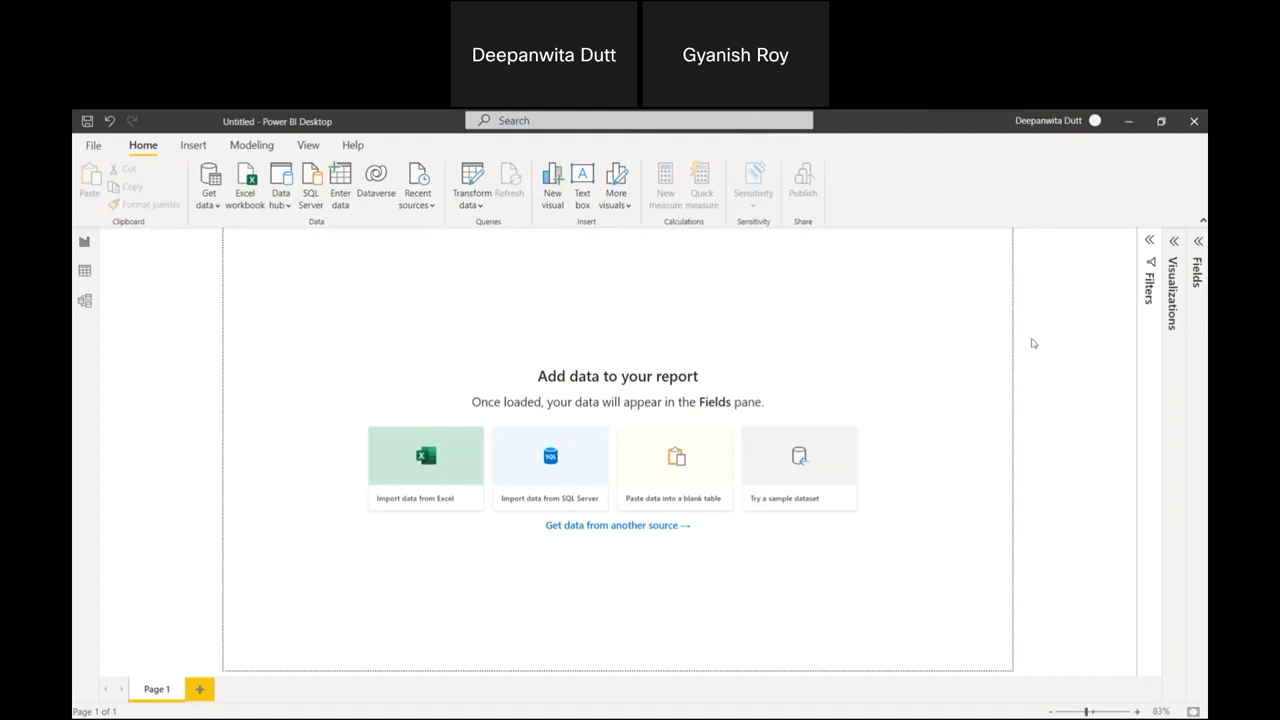 Deepanwita Dutt
Gyanish Roy
Untitled - Power BI Desktop
Search
Deepanwita Dutt
File Home Insert Modeling View Help
Paste
Cut
Copy
Format painter
Clipboard
Get data
Excel workbook
Data hub
SQL Server
Enter data
Dataverse
Recent sources
Data
Transform data
Refresh
Queries
New visual
Text box
More visuals
Insert
New measure
Quick measure
Calculations
Sensitivity
Sensitivity
Publish
Share
Filters
Visualizations
Fields
Add data to your report
Once loaded, your data will appear in the Fields pane.
SQL
Import data from Excel
Import data from SQL Server
Paste data into a blank table
Try a sample dataset
Get data from another source →
Page 1
Page 1 of 1
- + 83%